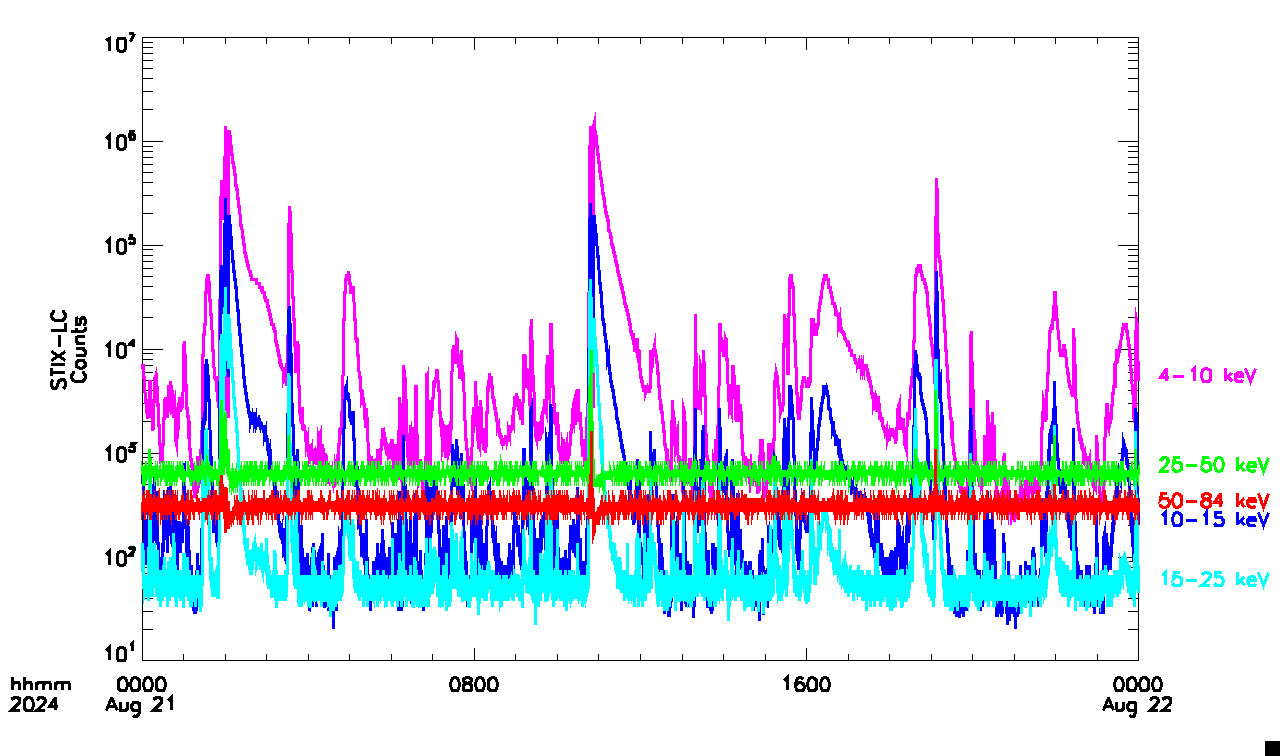 10⁷
10⁶
10⁵
10⁴
10³
10²
10¹
STIX-LC
Counts
4-10 keV
25-50 keV
50-84 keV
10-15 keV
15-25 keV
hhmm 0000 0800 1600 0000
2024 Aug 21 Aug 22